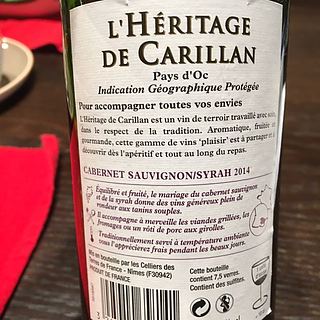 L'HÉRITAGE
DE CARILLAN
Pays d'Oc
Indication Géographique Protégée
Pour accompagner toutes vos envies
L'Héritage de Carillan est un vin de terroir travaillé avec soin,
dans le respect de la tradition. Aromatique, fruitée et
gourmande, cette gamme de vins 'plaisir' est à partager et à
découvrir dès l'apéritif et tout au long du repas.
CABERNET SAUVIGNON/SYRAH 2014
Equilibré et fruité, le mariage du cabernet sauvignon
et de la syrah donne des vins généreux plein de
rondeur aux tanins souples.
Il accompagne à merveille les viandes grillées, les
fromages ou un rôti de porc aux girolles.
Traditionnellement servi à température ambiante
vous l'apprécierez frais pendant les beaux jours.
Mis en bouteille par les Celliers des
Terres de France - Nîmes (F30942)
PRODUIT DE FRANCE
Cette bouteille
contient 7,5 verres.
Contient des sulfites.